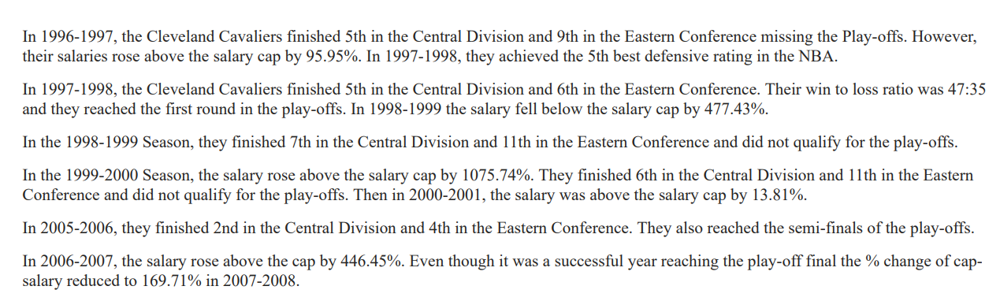 In 1996-1997, the Cleveland Cavaliers finished 5th in the Central Division and 9th in the Eastern Conference missing the Play-offs. However,
their salaries rose above the salary cap by 95.95%. In 1997-1998, they achieved the 5th best defensive rating in the NBA.
In 1997-1998, the Cleveland Cavaliers finished 5th in the Central Division and 6th in the Eastern Conference. Their win to loss ratio was 47:35
and they reached the first round in the play-offs. In 1998-1999 the salary fell below the salary cap by 477.43%.
In the 1998-1999 Season, they finished 7th in the Central Division and 11th in the Eastern Conference and did not qualify for the play-offs.
In the 1999-2000 Season, the salary rose above the salary cap by 1075.74%. They finished 6th in the Central Division and 11th in the Eastern
Conference and did not qualify for the play-offs. Then in 2000-2001, the salary was above the salary cap by 13.81%.
In 2005-2006, they finished 2nd in the Central Division and 4th in the Eastern Conference. They also reached the semi-finals of the play-offs.
In 2006-2007, the salary rose above the cap by 446.45%. Even though it was a successful year reaching the play-off final the % change of cap-
salary reduced to 169.71% in 2007-2008.